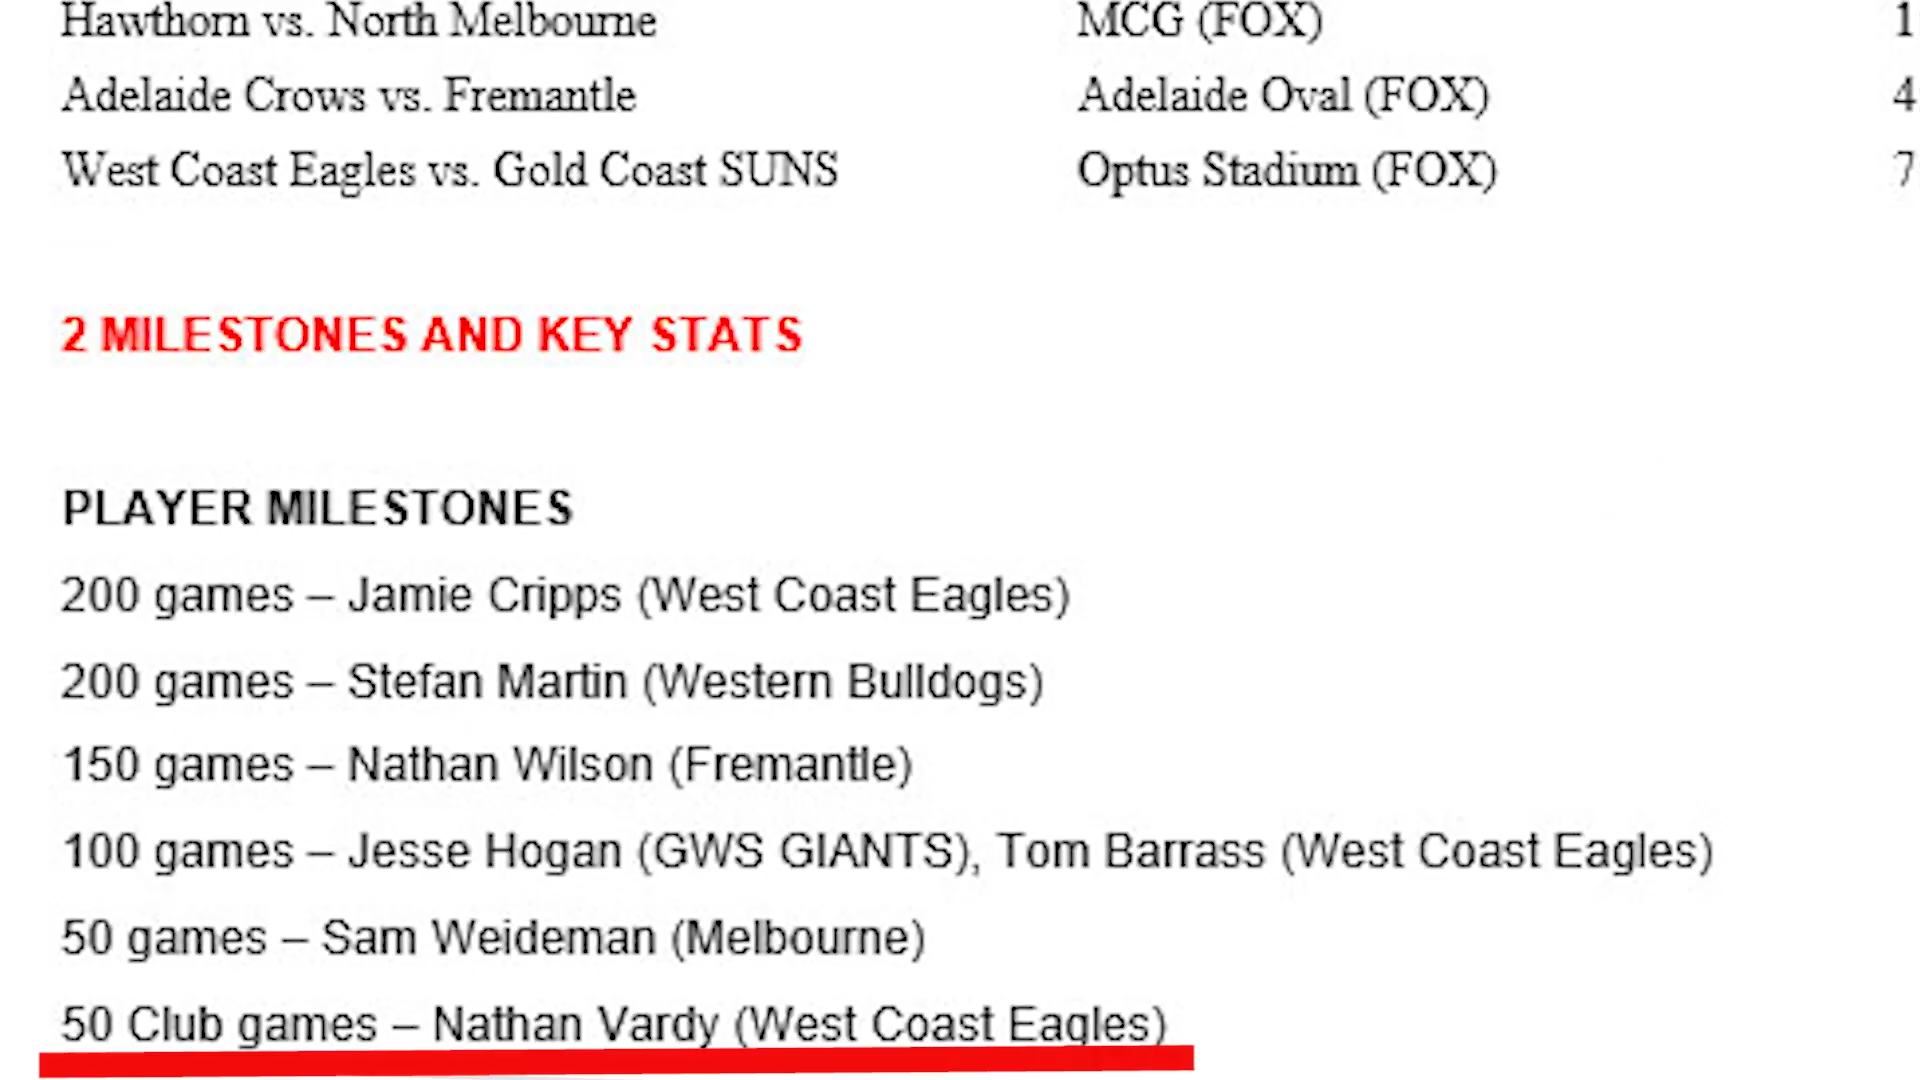 Hawthorn vs. North Melbourne MCG (FOX) 1
Adelaide Crows vs. Fremantle Adelaide Oval (FOX) 4
West Coast Eagles vs. Gold Coast SUNS Optus Stadium (FOX) 7
2 MILESTONES AND KEY STATS
PLAYER MILESTONES
200 games – Jamie Cripps (West Coast Eagles)
200 games – Stefan Martin (Western Bulldogs)
150 games – Nathan Wilson (Fremantle)
100 games – Jesse Hogan (GWS GIANTS), Tom Barrass (West Coast Eagles)
50 games – Sam Weideman (Melbourne)
50 Club games – Nathan Vardy (West Coast Eagles)